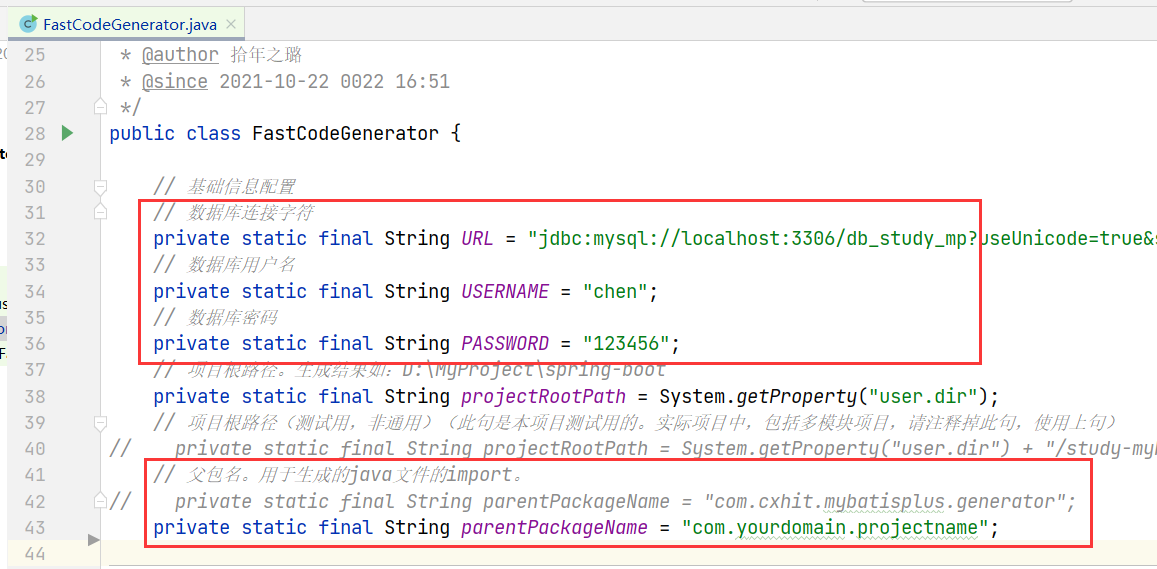 FastCodeGenerator.java
25 * @author 拾年之璐
26 * @since 2021-10-22 0022 16:51
27 */
28 public class FastCodeGenerator {
29
30 // 基础信息配置
31 // 数据库连接字符
32 private static final String URL = "jdbc:mysql://localhost:3306/db_study_mp?useUnicode=true&s
33 // 数据库用户名
34 private static final String USERNAME = "chen";
35 // 数据库密码
36 private static final String PASSWORD = "123456";
37 // 项目根路径。生成结果如：D:\MyProject\spring-boot
38 private static final String projectRootPath = System.getProperty("user.dir");
39 // 项目根路径（测试用，非通用）（此句是本项目测试用的。实际项目中，包括多模块项目，请注释掉此句，使用上句）
40 // private static final String projectRootPath = System.getProperty("user.dir") + "/study-myb
41 // 父包名。用于生成的java文件的import。
42 // private static final String parentPackageName = "com.cxhit.mybatisplus.generator";
43 private static final String parentPackageName = "com.yourdomain.projectname";
44